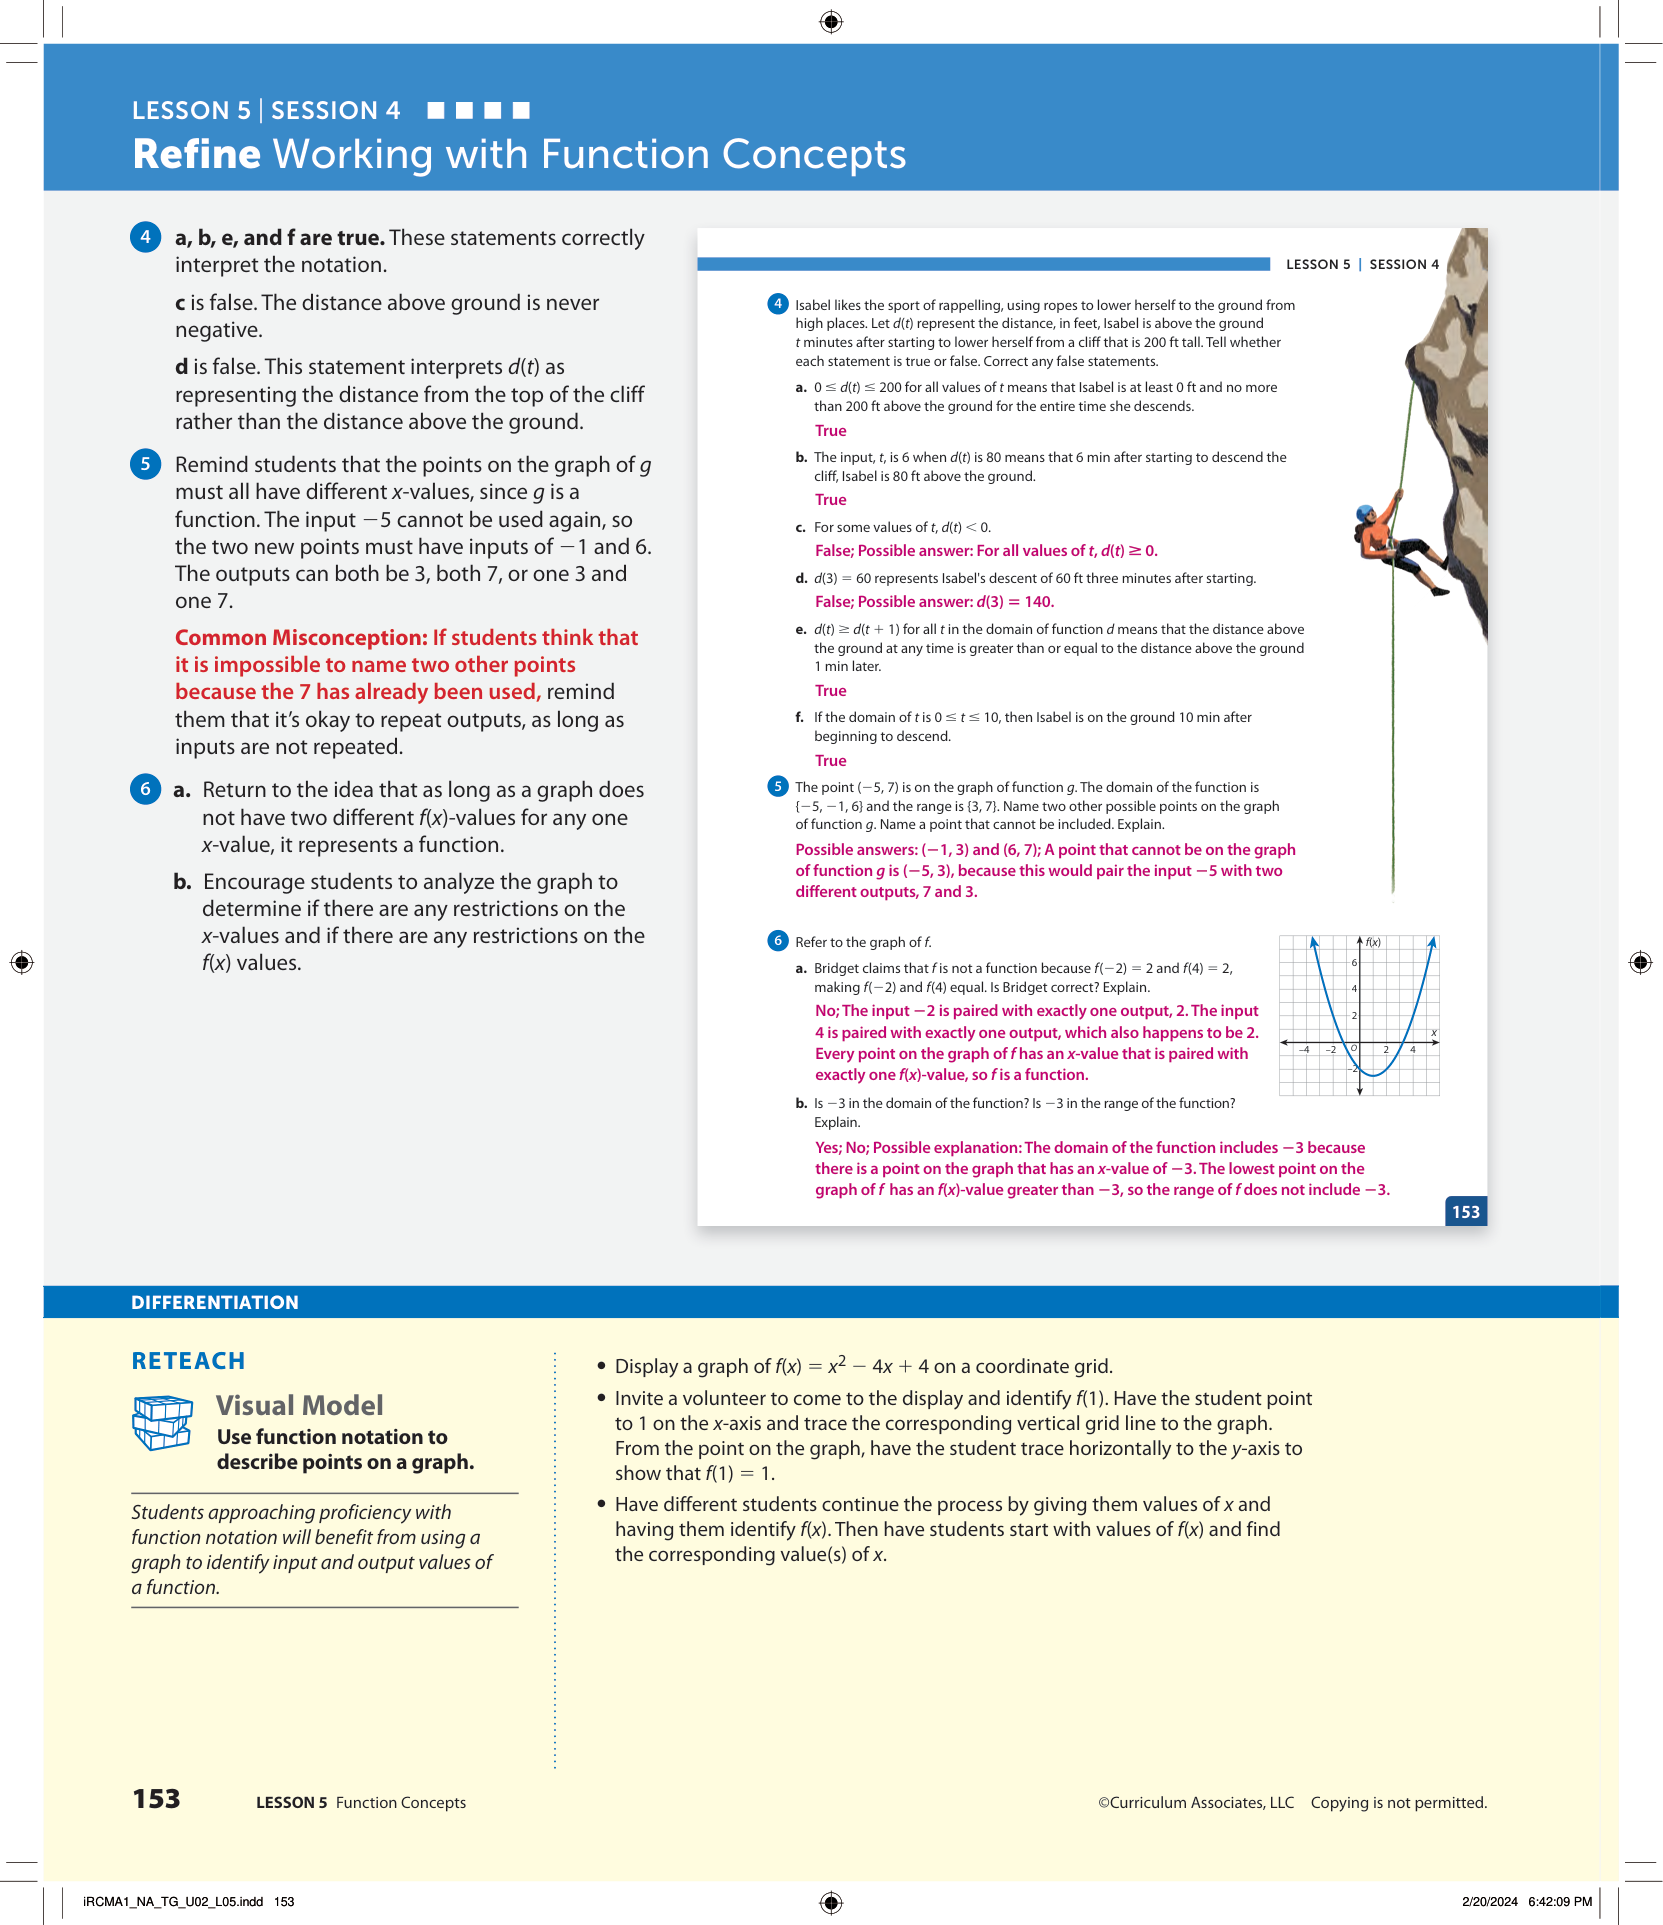 LESSON 5 | SESSION 4
Refine Working with Function Concepts
4 a, b, e, and f are true. These statements correctly
interpret the notation.
c is false. The distance above ground is never
negative.
d is false. This statement interprets d(t) as
representing the distance from the top of the cliff
rather than the distance above the ground.
5 Remind students that the points on the graph of g
must all have different x-values, since g is a
function. The input −5 cannot be used again, so
the two new points must have inputs of −1 and 6.
The outputs can both be 3, both 7, or one 3 and
one 7.
Common Misconception: If students think that
it is impossible to name two other points
because the 7 has already been used, remind
them that it’s okay to repeat outputs, as long as
inputs are not repeated.
6 a. Return to the idea that as long as a graph does
not have two different f(x)-values for any one
x-value, it represents a function.
b. Encourage students to analyze the graph to
determine if there are any restrictions on the
x-values and if there are any restrictions on the
f(x) values.
LESSON 5 | SESSION 4
4 Isabel likes the sport of rappelling, using ropes to lower herself to the ground from
high places. Let d(t) represent the distance, in feet, Isabel is above the ground
t minutes after starting to lower herself from a cliff that is 200 ft tall. Tell whether
each statement is true or false. Correct any false statements.
a. 0 ≤ d(t) ≤ 200 for all values of t means that Isabel is at least 0 ft and no more
than 200 ft above the ground for the entire time she descends.
True
b. The input, t, is 6 when d(t) is 80 means that 6 min after starting to descend the
cliff, Isabel is 80 ft above the ground.
True
c. For some values of t, d(t) < 0.
False; Possible answer: For all values of t, d(t) ≥ 0.
d. d(3) = 60 represents Isabel's descent of 60 ft three minutes after starting.
False; Possible answer: d(3) = 140.
e. d(t) ≥ d(t + 1) for all t in the domain of function d means that the distance above
the ground at any time is greater than or equal to the distance above the ground
1 min later.
True
f. If the domain of t is 0 ≤ t ≤ 10, then Isabel is on the ground 10 min after
beginning to descend.
True
5 The point (−5, 7) is on the graph of function g. The domain of the function is
{−5, −1, 6} and the range is {3, 7}. Name two other possible points on the graph
of function g. Name a point that cannot be included. Explain.
Possible answers: (−1, 3) and (6, 7); A point that cannot be on the graph
of function g is (−5, 3), because this would pair the input −5 with two
different outputs, 7 and 3.
6 Refer to the graph of f.
a. Bridget claims that f is not a function because f(−2) = 2 and f(4) = 2,
making f(−2) and f(4) equal. Is Bridget correct? Explain.
No; The input −2 is paired with exactly one output, 2. The input
4 is paired with exactly one output, which also happens to be 2.
Every point on the graph of f has an x-value that is paired with
exactly one f(x)-value, so f is a function.
f(x)
6
4
2
x
−4 −2 O 2 4
−2
b. Is −3 in the domain of the function? Is −3 in the range of the function?
Explain.
Yes; No; Possible explanation: The domain of the function includes −3 because
there is a point on the graph that has an x-value of −3. The lowest point on the
graph of f has an f(x)-value greater than −3, so the range of f does not include −3.
153
DIFFERENTIATION
RETEACH
Visual Model
Use function notation to
describe points on a graph.
Students approaching proficiency with
function notation will benefit from using a
graph to identify input and output values of
a function.
• Display a graph of f(x) = x² − 4x + 4 on a coordinate grid.
• Invite a volunteer to come to the display and identify f(1). Have the student point
to 1 on the x-axis and trace the corresponding vertical grid line to the graph.
From the point on the graph, have the student trace horizontally to the y-axis to
show that f(1) = 1.
• Have different students continue the process by giving them values of x and
having them identify f(x). Then have students start with values of f(x) and find
the corresponding value(s) of x.
153 LESSON 5 Function Concepts
©Curriculum Associates, LLC Copying is not permitted.
iRCMA1_NA_TG_U02_L05.indd 153
2/20/2024 6:42:09 PM